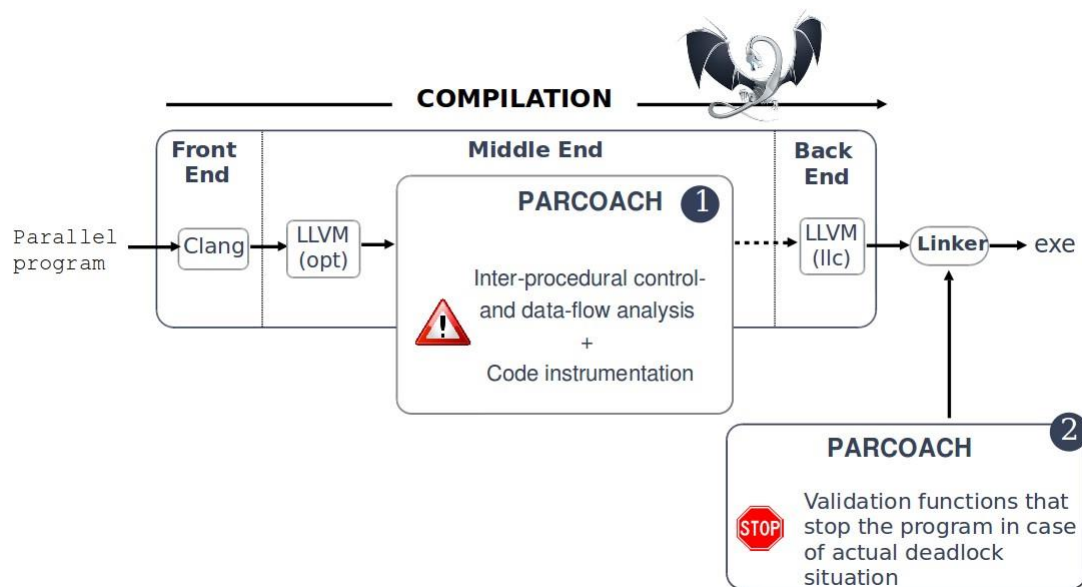 COMPILATION
Front
End
Middle End
Back
End
PARCOACH
1
Parallel
program
Clang
LLVM
(opt)
Inter-procedural control-
and data-flow analysis
+
Code instrumentation
!
LLVM
(llc)
Linker
exe
PARCOACH
2
STOP
Validation functions that
stop the program in case
of actual deadlock
situation